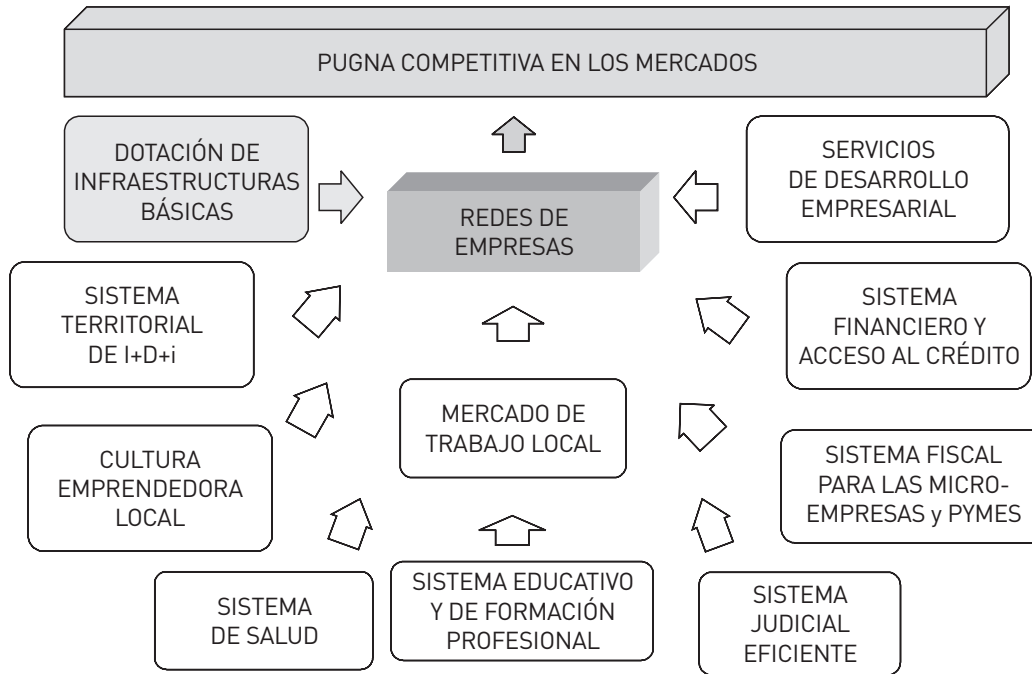 PUGNA COMPETITIVA EN LOS MERCADOS
DOTACIÓN DE
INFRAESTRUCTURAS
BÁSICAS
REDES DE
EMPRESAS
SERVICIOS
DE DESARROLLO
EMPRESARIAL
SISTEMA
TERRITORIAL
DE I+D+i
SISTEMA
FINANCIERO Y
ACCESO AL CRÉDITO
MERCADO DE
TRABAJO LOCAL
CULTURA
EMPRENDEDORA
LOCAL
SISTEMA FISCAL
PARA LAS MICRO-
EMPRESAS y PYMES
SISTEMA
DE SALUD
SISTEMA EDUCATIVO
Y DE FORMACIÓN
PROFESIONAL
SISTEMA
JUDICIAL
EFICIENTE